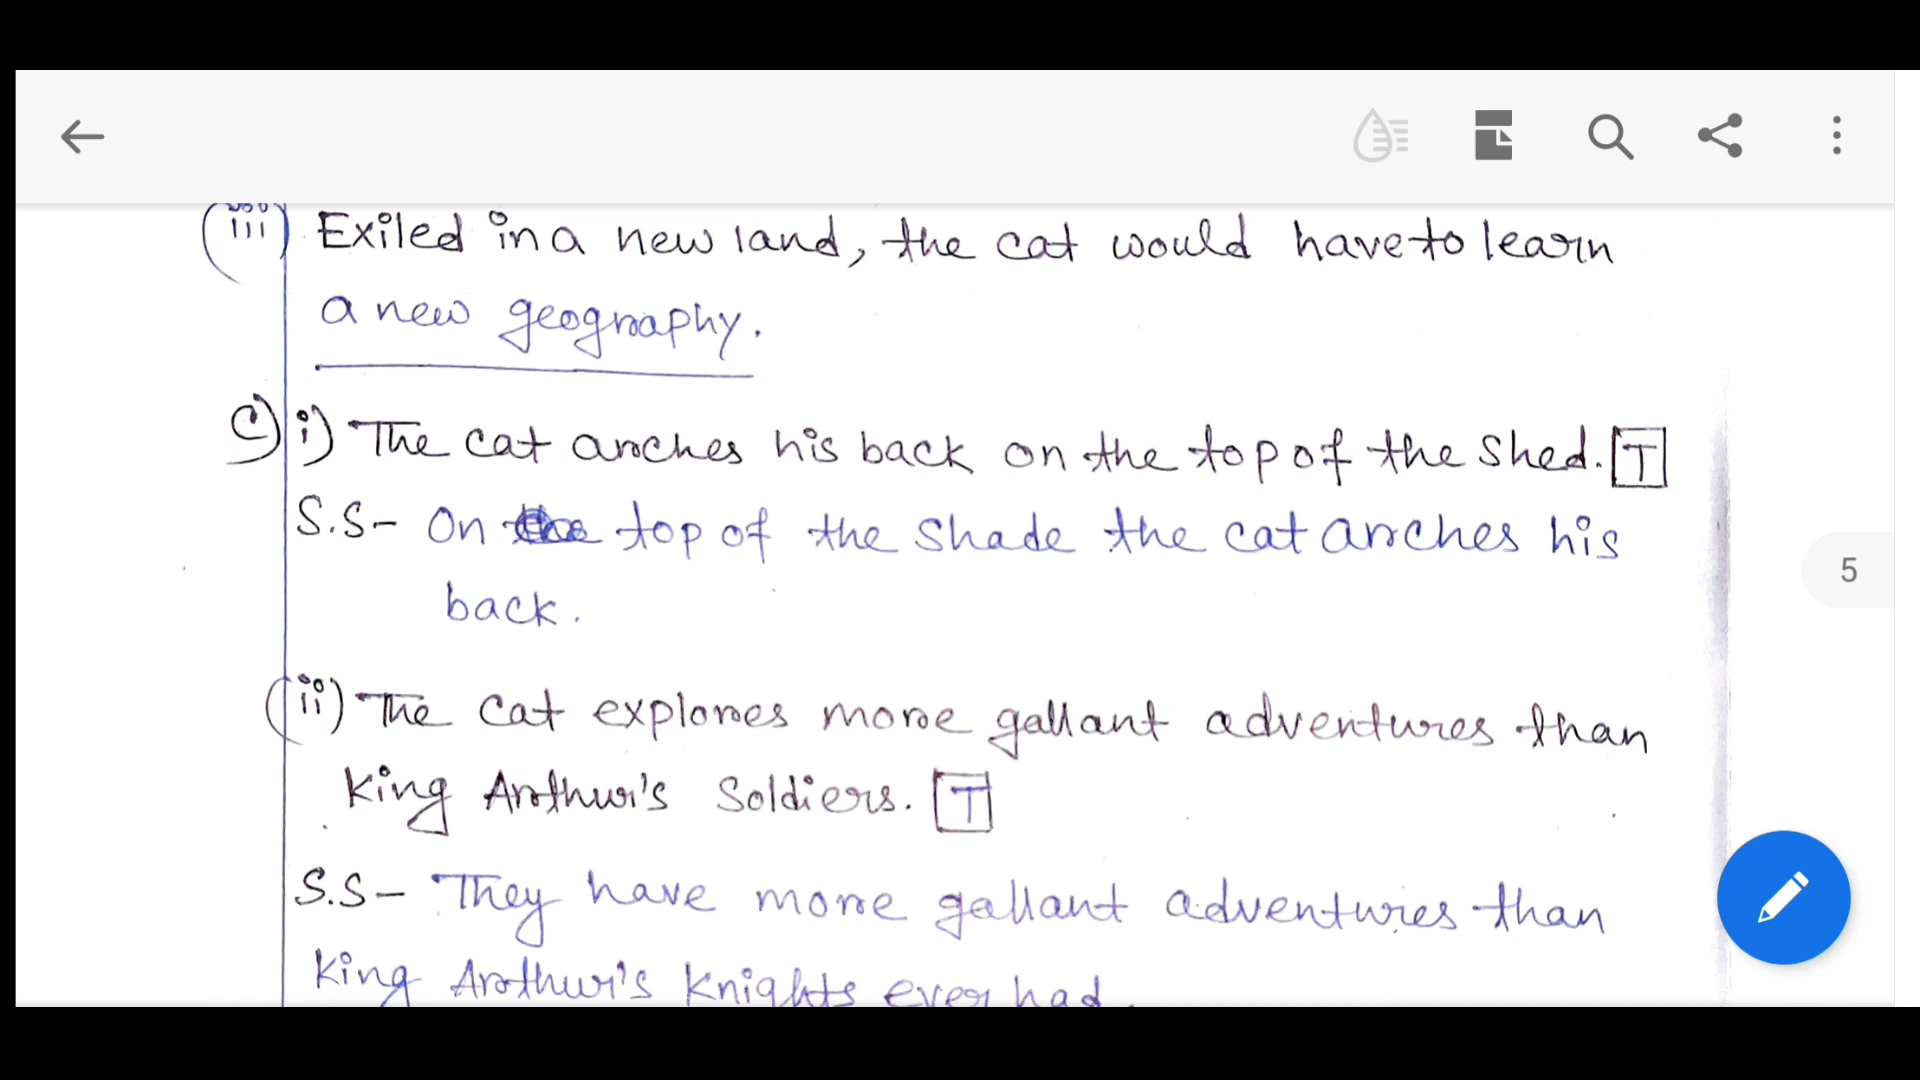 (iii) Exiled in a new land, the cat would have to learn
a new geography.
C) i) The cat arches his back on the top of the shed. T
S.S- On top of the shade the cat arches his
back.
5
(ii) The cat explores more gallant adventures than
King Arthur's Soldiers. T
S.S- They have more gallant adventures than
King Arthur's knights ever had.